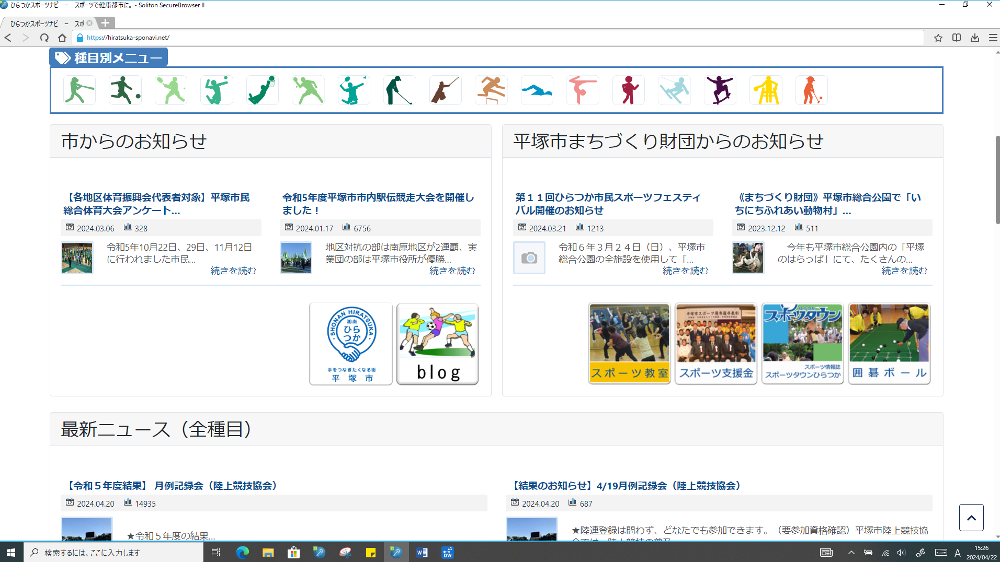 ひらつかスポーツナビ　－　スポーツで健康都市に。 - Soliton SecureBrowser II
ひらつかスポーツナビ　－　スポ
https://hiratsuka-sponavi.net/
種目別メニュー
市からのお知らせ
【各地区体育振興会代表者対象】平塚市民
総合体育大会アンケート...
2024.03.06 328
令和5年10月22日、29日、11月12日
に行われました市民...
続きを読む
令和5年度平塚市市内駅伝競走大会を開催し
ました！
2024.01.17 6756
地区対抗の部は南原地区が2連覇、実
業団の部は平塚市役所が優勝...
続きを読む
SHONAN HIRATSUKA
湘南
ひら
つか
手をつなぎたくなる街
平塚市
blog
平塚市まちづくり財団からのお知らせ
第１１回ひらつか市民スポーツフェスティ
バル開催のお知らせ
2024.03.21 1213
令和６年３月２４日（日）、平塚市
総合公園の全施設を使用して「...
続きを読む
《まちづくり財団》平塚市総合公園で「い
ちにちふれあい動物村」...
2023.12.12 511
今年も平塚市総合公園内の「平塚
のはらっぱ」にて、たくさんの...
続きを読む
スポーツ教室
平塚市スポーツ優秀選手表彰
スポーツ支援金
ひらつか
スポーツタウン
スポーツ情報誌
スポーツタウンひらつか
囲碁ボール
最新ニュース（全種目）
【令和５年度結果】 月例記録会（陸上競技協会）
2024.04.20 14935
★令和５年度の結果...
【結果のお知らせ】4/19月例記録会（陸上競技協会）
2024.04.20 687
★陸連登録は問わず、どなたでも参加できます。（要参加資格確認）平塚市陸上競技協
検索するには、ここに入力します
DW
A
15:26
2024/04/22